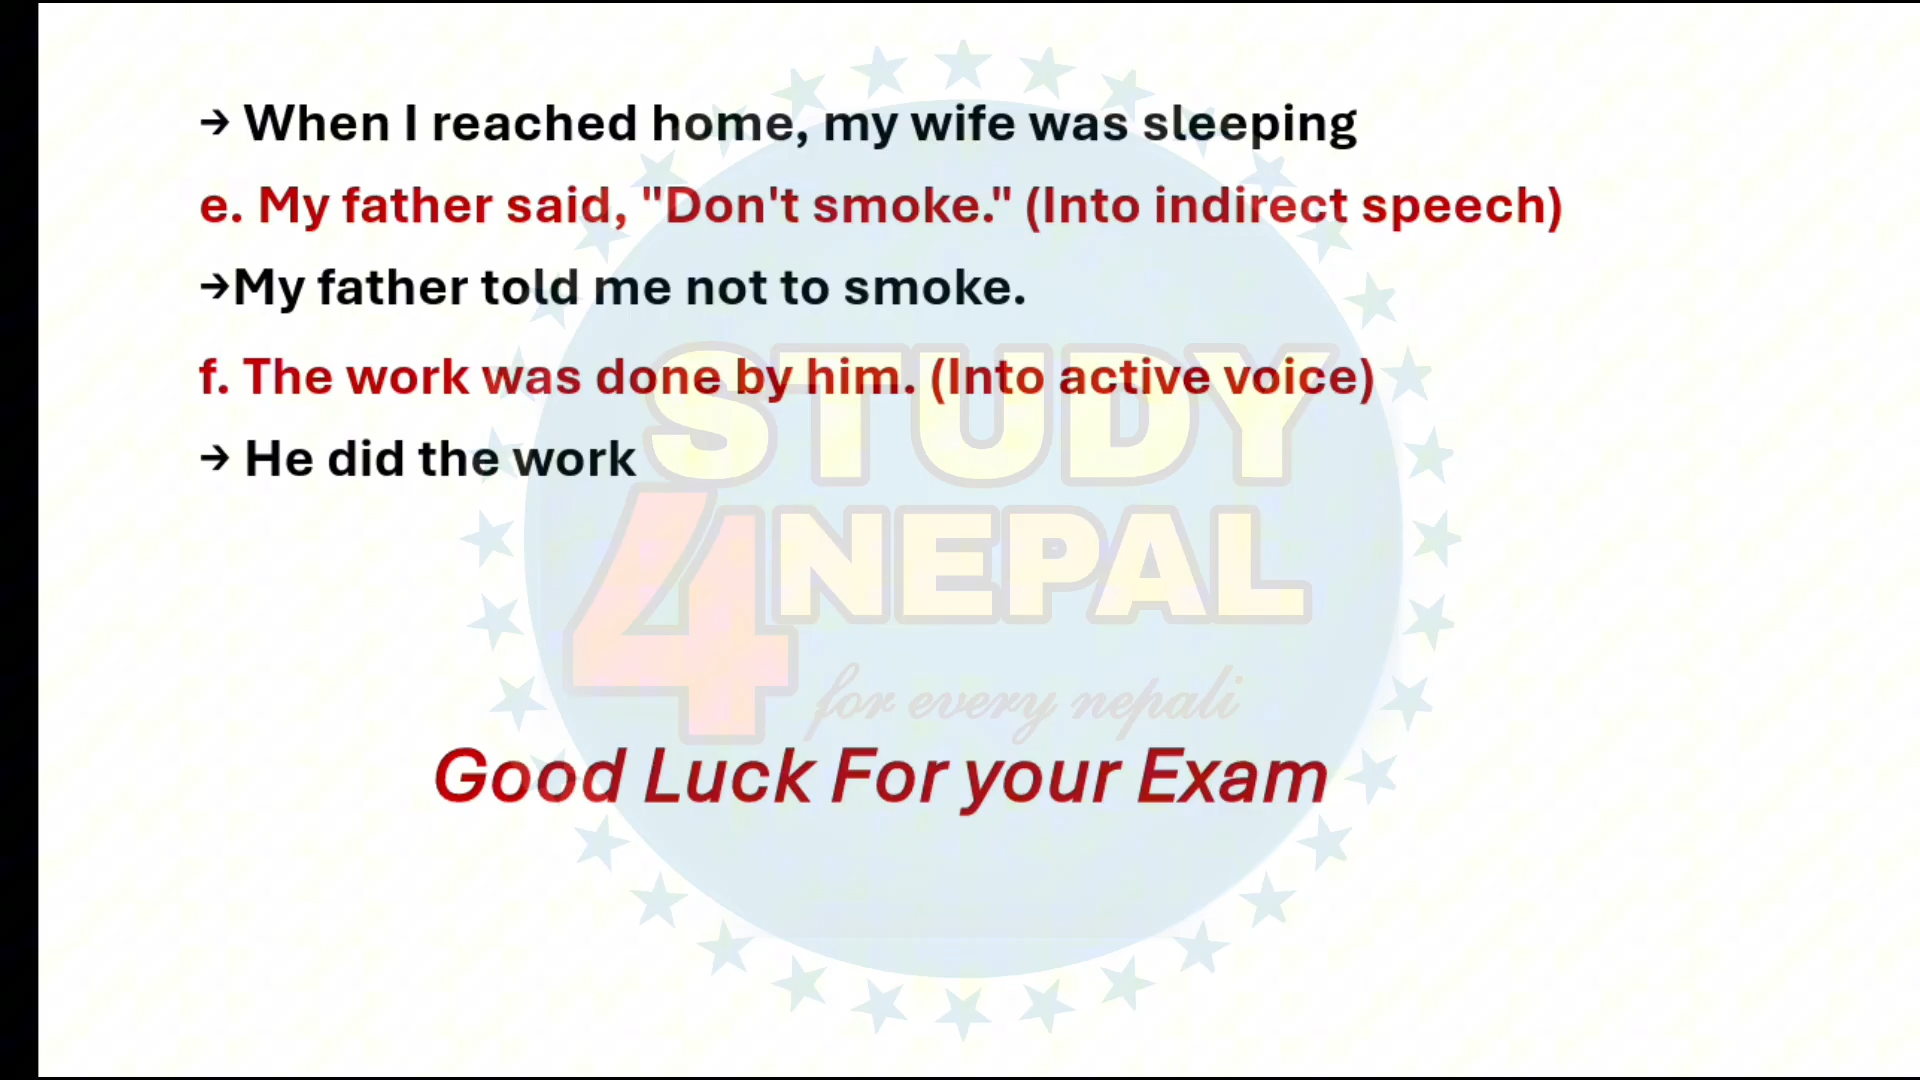 → When I reached home, my wife was sleeping
e. My father said, "Don't smoke." (Into indirect speech)
→My father told me not to smoke.
f. The work was done by him. (Into active voice)
→ He did the work
STUDY
4NEPAL
for every nepali
Good Luck For your Exam